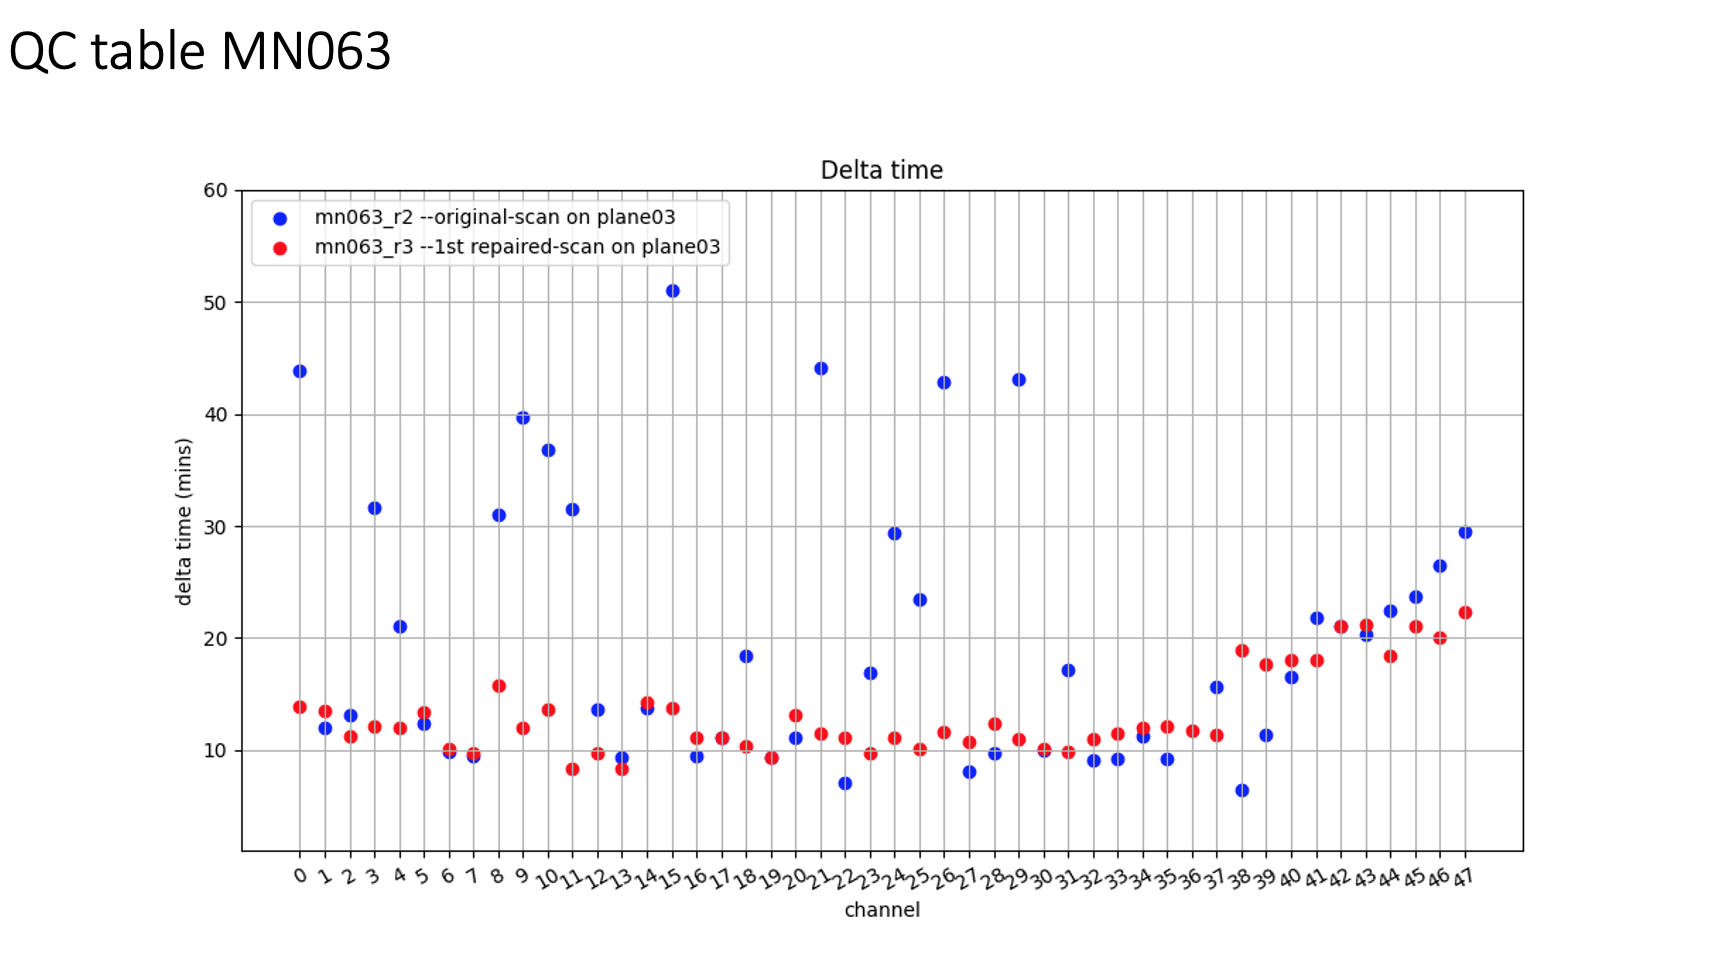 QC table MN063
Delta time
mn063_r2 --original-scan on plane03
mn063_r3 --1st repaired-scan on plane03
60
50
40
30
20
10
delta time (mins)
0 1 2 3 4 5 6 7 8 9 10 11 12 13 14 15 16 17 18 19 20 21 22 23 24 25 26 27 28 29 30 31 32 33 34 35 36 37 38 39 40 41 42 43 44 45 46 47
channel